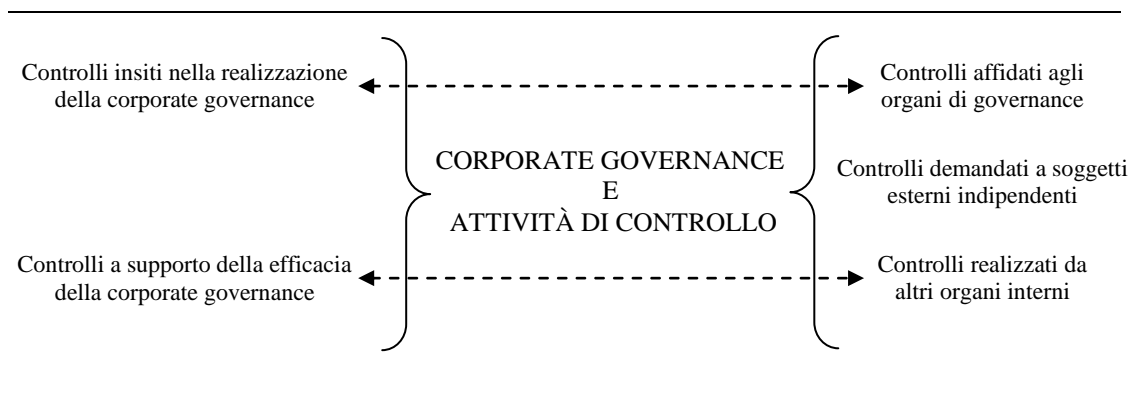 Controlli insiti nella realizzazione
della corporate governance
Controlli a supporto della efficacia
della corporate governance
CORPORATE GOVERNANCE
E
ATTIVITÀ DI CONTROLLO
Controlli affidati agli
organi di governance
Controlli demandati a soggetti
esterni indipendenti
Controlli realizzati da
altri organi interni